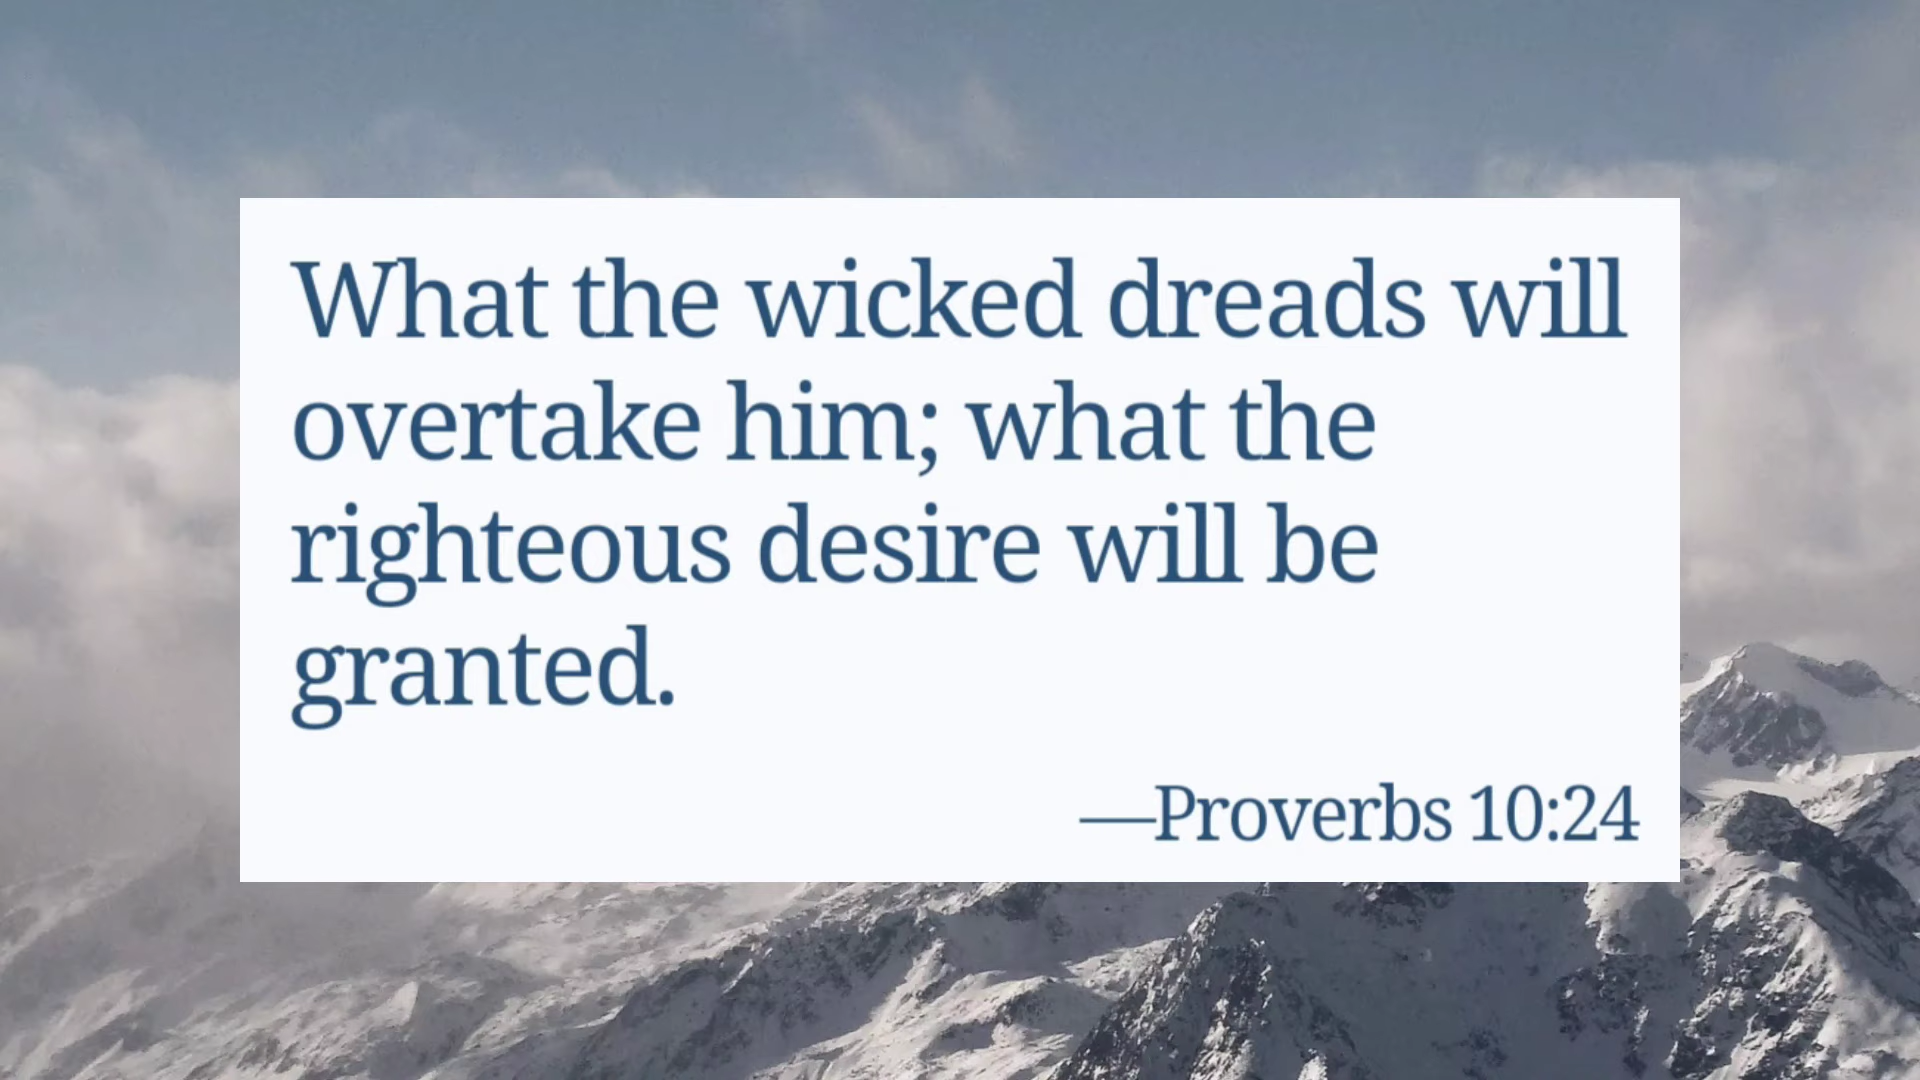 What the wicked dreads will
overtake him; what the
righteous desire will be
granted.
—Proverbs 10:24